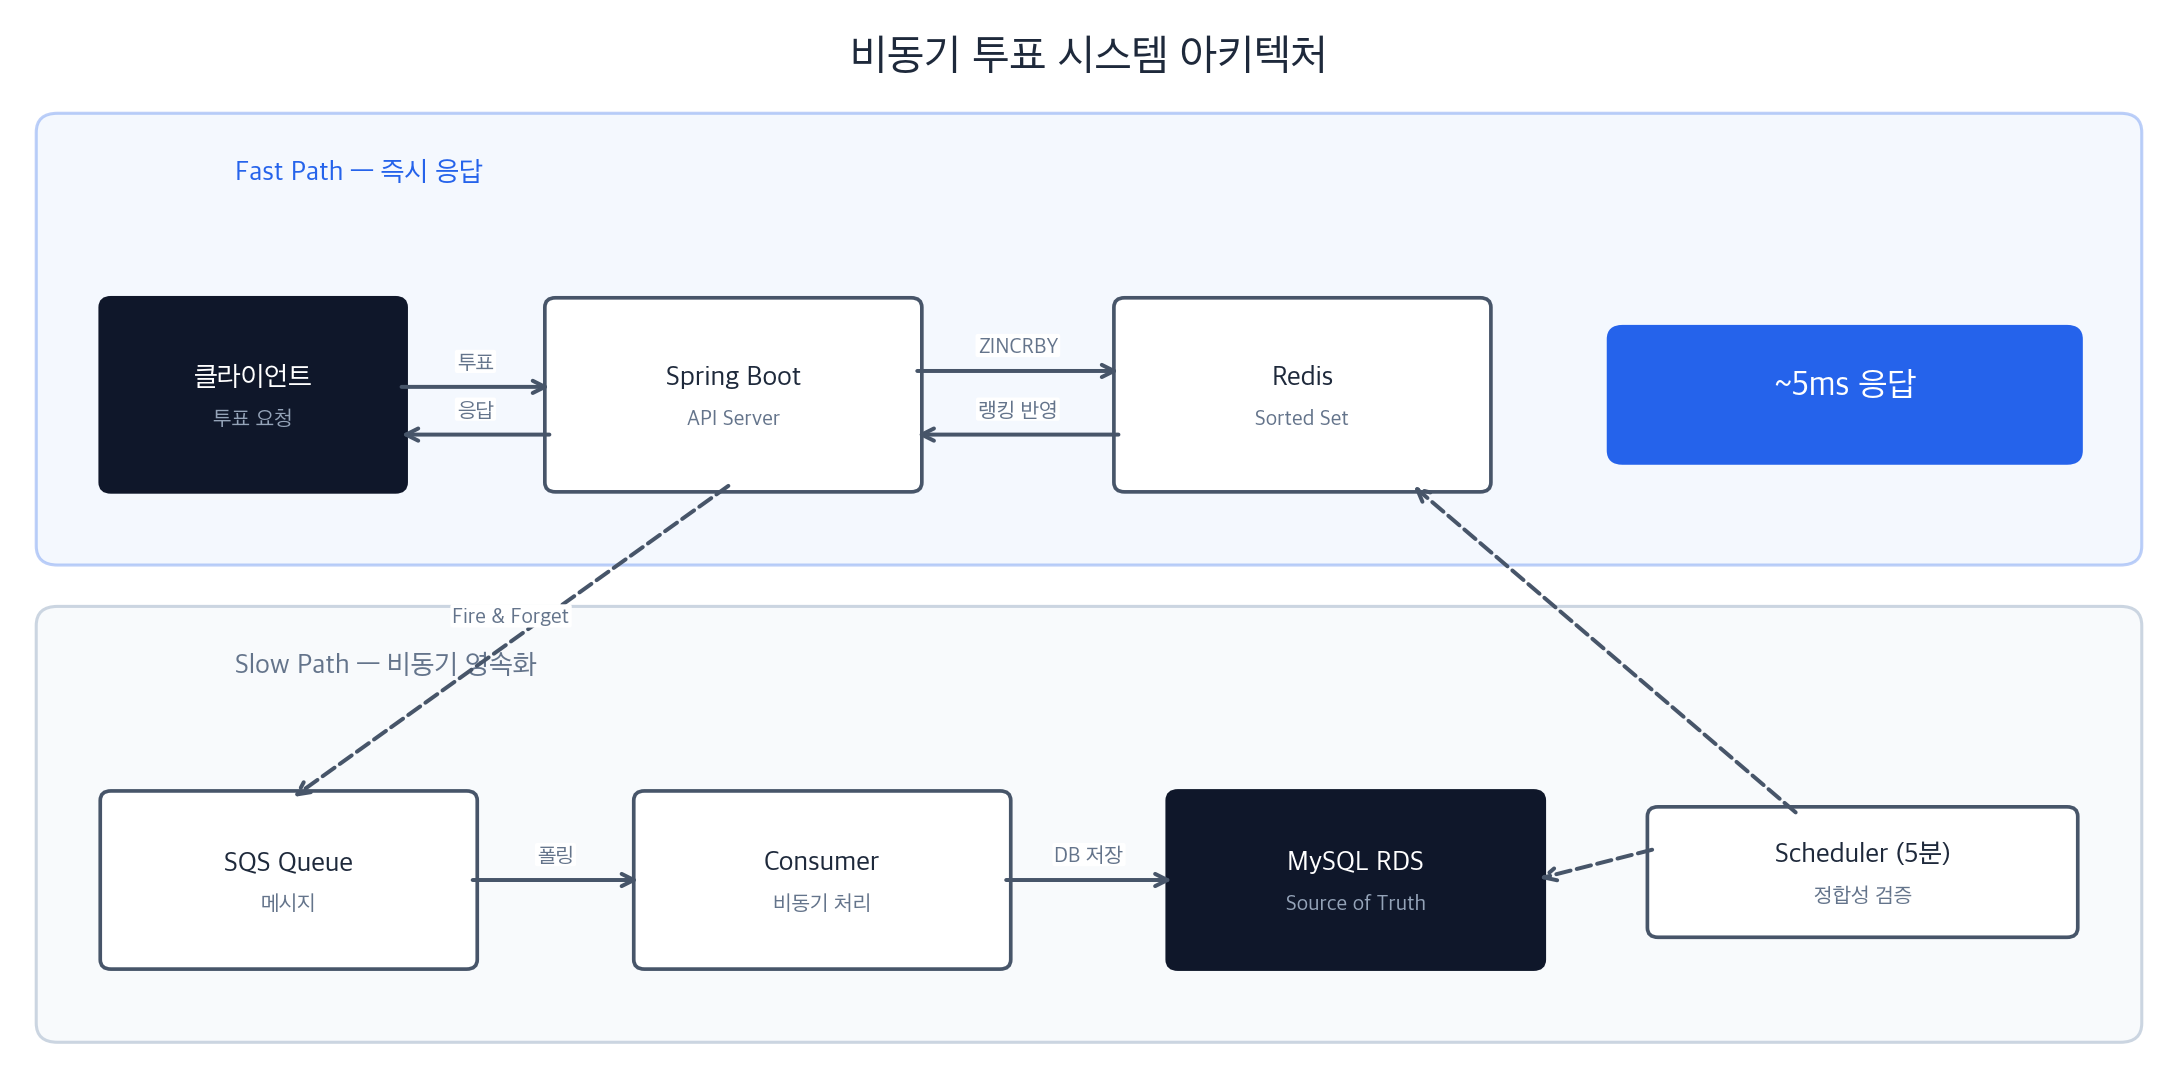 비동기 투표 시스템 아키텍처
Fast Path — 즉시 응답
클라이언트
투표 요청
투표
응답
Spring Boot
API Server
ZINCRBY
랭킹 반영
Redis
Sorted Set
~5ms 응답
Fire & Forget
Slow Path — 비동기 영속화
SQS Queue
메시지
폴링
Consumer
비동기 처리
DB 저장
MySQL RDS
Source of Truth
Scheduler (5분)
정합성 검증